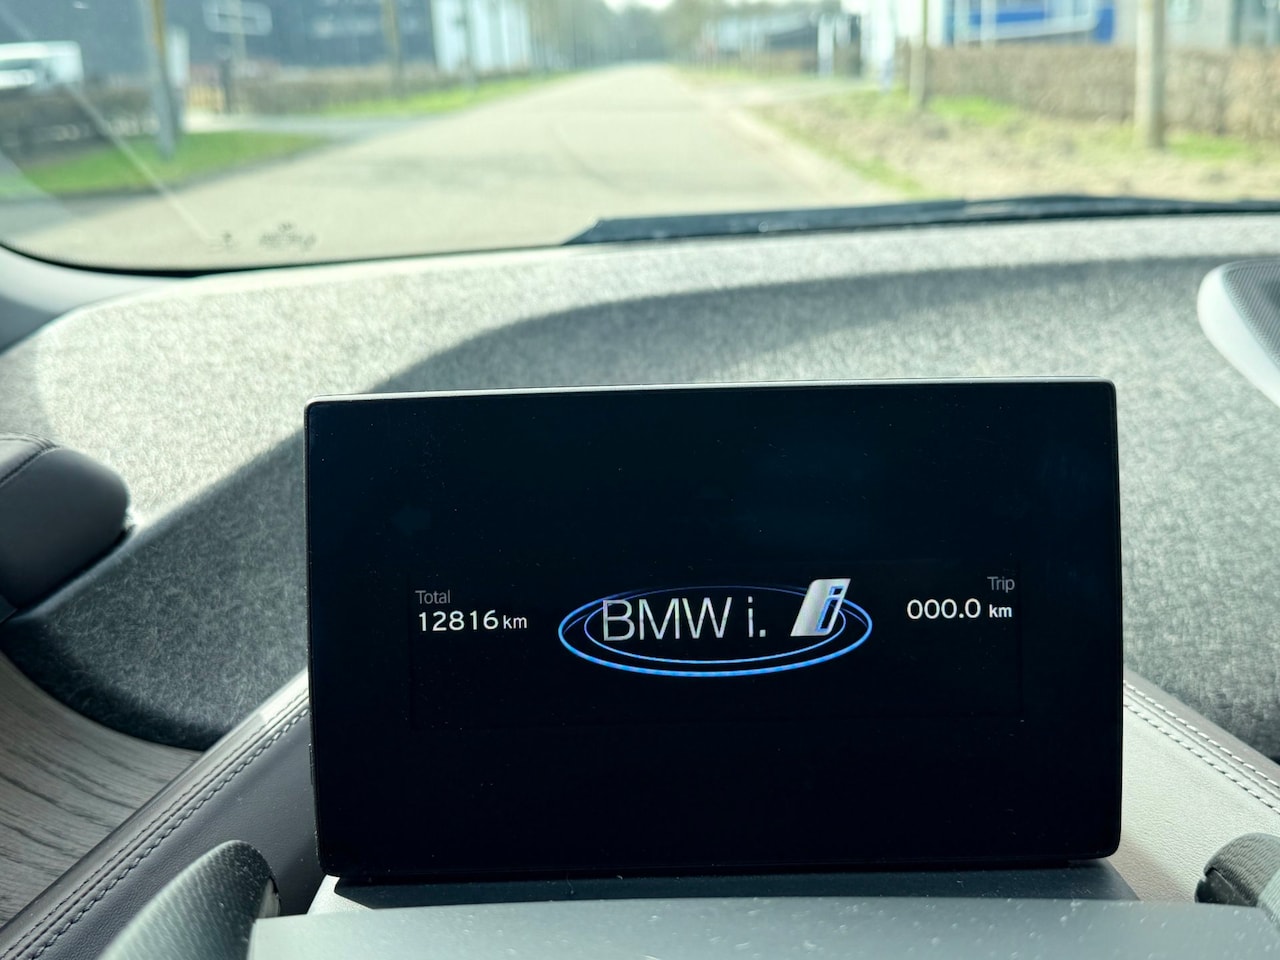 Total
12816 km
BMW i. i
Trip
000.0 km